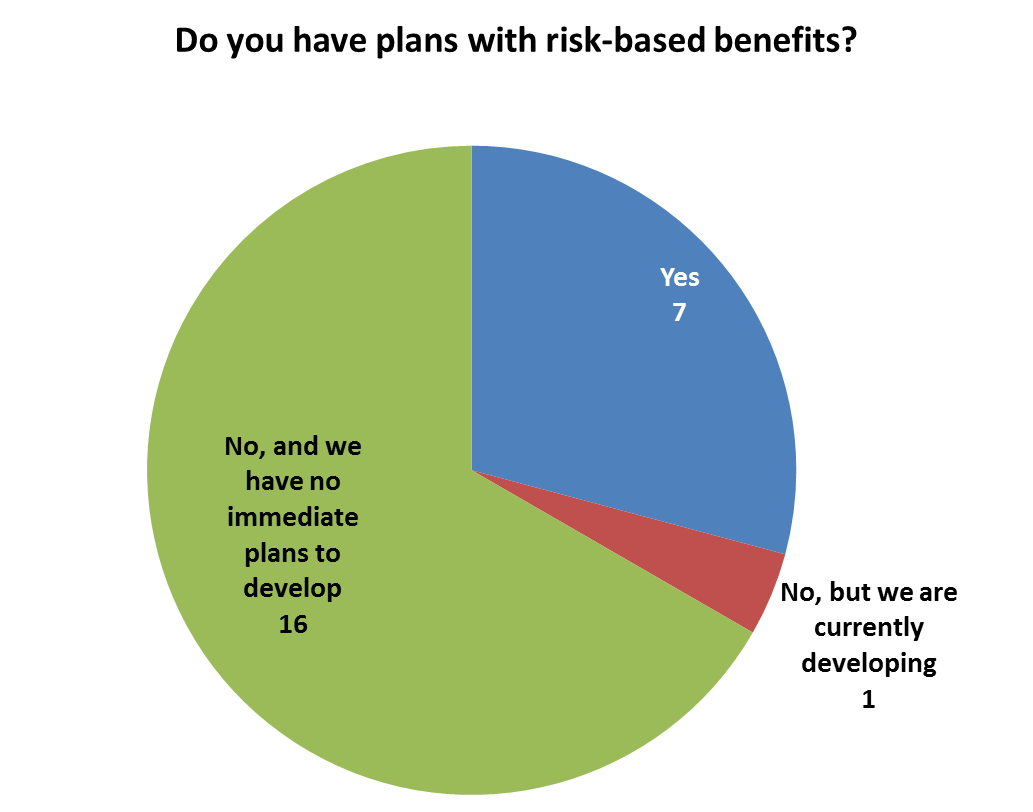 Do you have plans with risk-based benefits?
Yes
7
No, and we
have no
immediate
plans to
develop
16
No, but we are
currently
developing
1